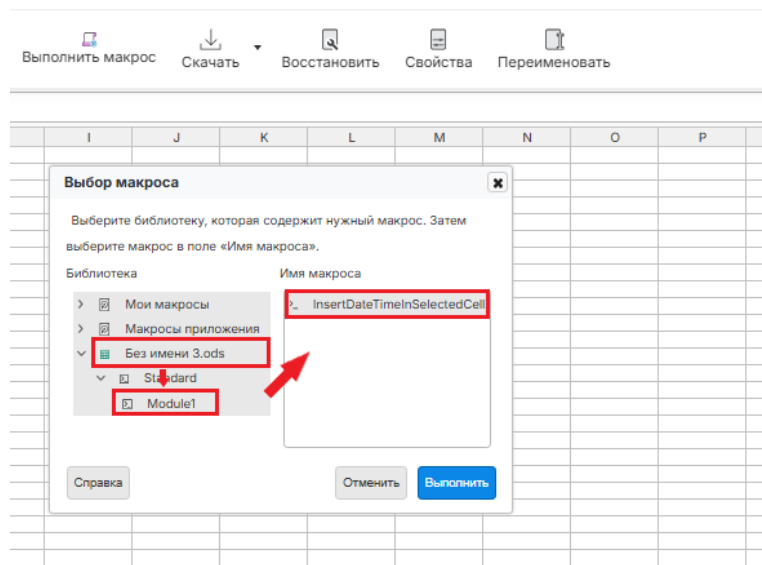 Выполнить макрос Скачать Восстановить Свойства Переименовать
I J K L M N O P
Выбор макроса
Выберите библиотеку, которая содержит нужный макрос. Затем
выберите макрос в поле «Имя макроса».
Библиотека Имя макроса
Мои макросы InsertDateTimeInSelectedCell
Макросы приложения
Без имени 3.ods
Standard
Module1
Справка Отменить Выполнить